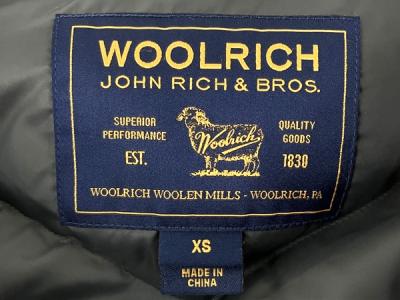 WOOLRICH
JOHN RICH & BROS.
SUPERIOR PERFORMANCE
Woolrich
QUALITY GOODS
EST. 1830
WOOLRICH WOOLEN MILLS - WOOLRICH, PA
XS
MADE IN
CHINA